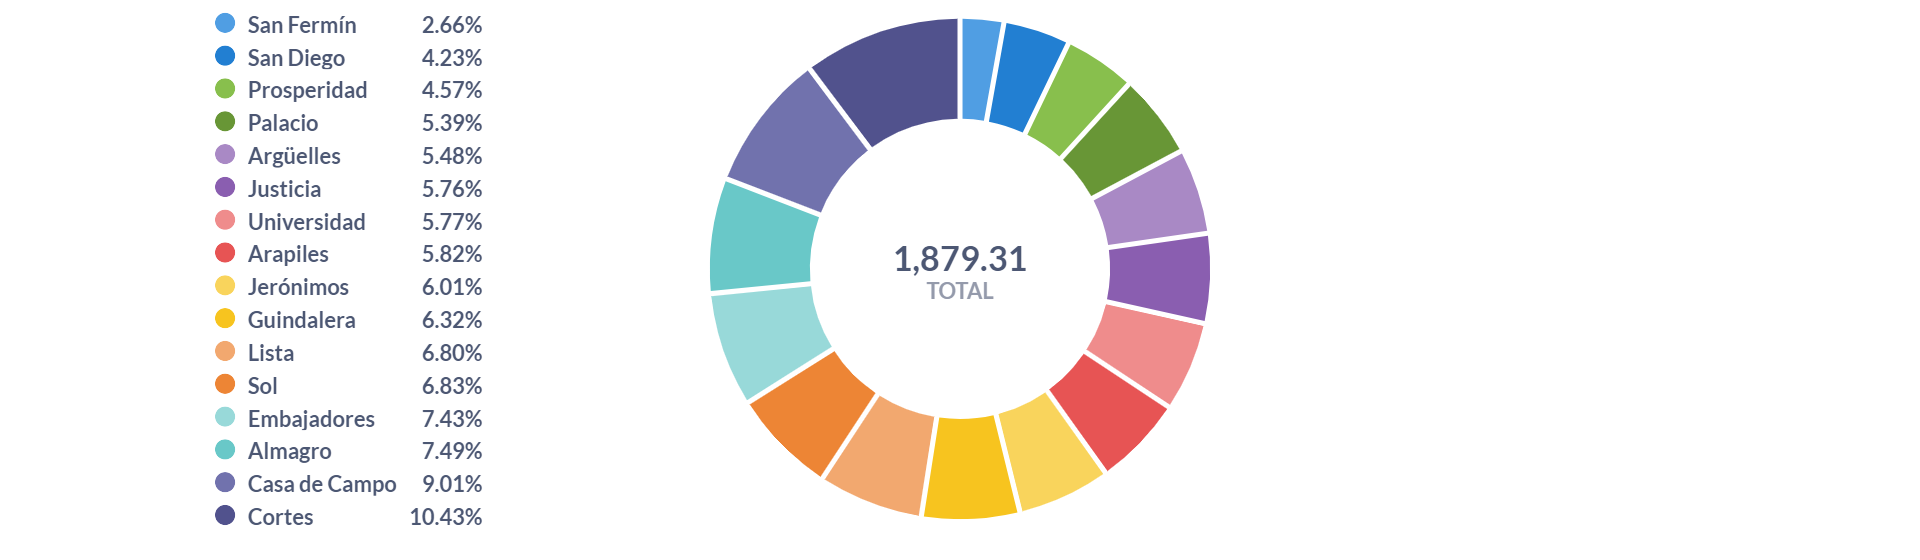 San Fermín 2.66%
San Diego 4.23%
Prosperidad 4.57%
Palacio 5.39%
Argüelles 5.48%
Justicia 5.76%
Universidad 5.77%
Arapiles 5.82%
Jerónimos 6.01%
Guindalera 6.32%
Lista 6.80%
Sol 6.83%
Embajadores 7.43%
Almagro 7.49%
Casa de Campo 9.01%
Cortes 10.43%
1,879.31
TOTAL